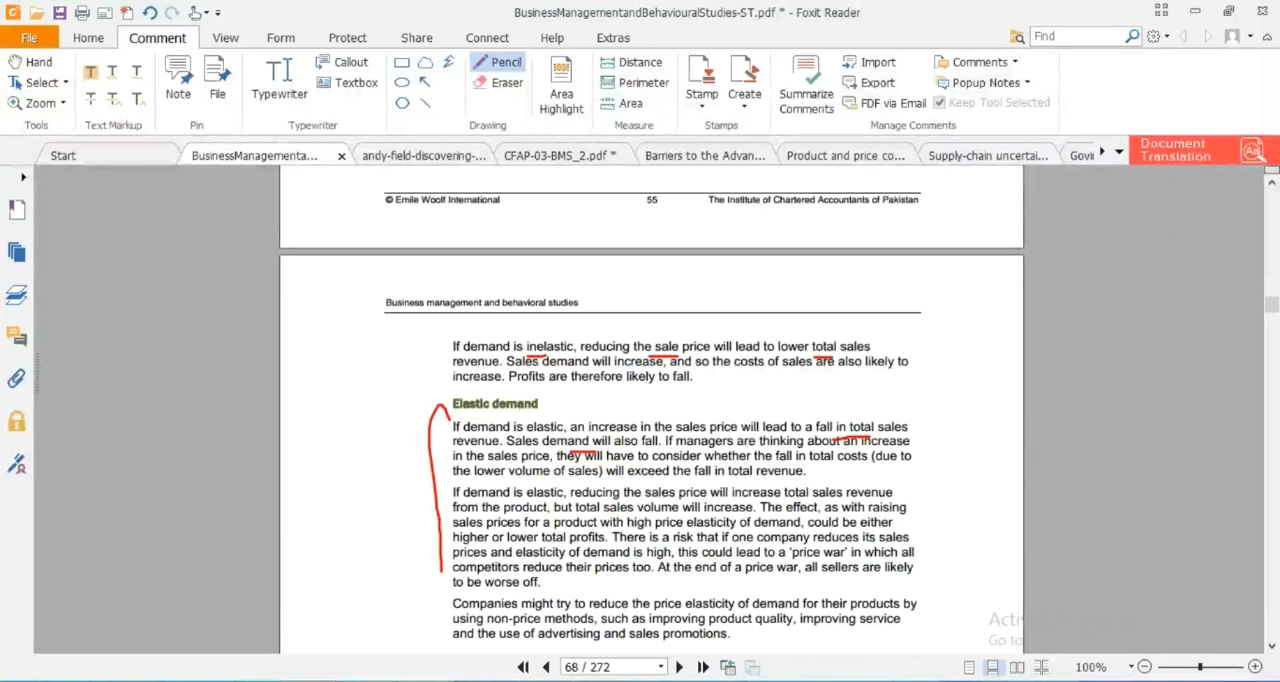 BusinessManagementandBehaviouralStudies-ST.pdf * - Foxit Reader
File Home Comment View Form Protect Share Connect Help Extras
Find
Hand
Select
Zoom
Tools
Text Markup
Note
File
Pin
Typewriter
Callout
Textbox
Typewriter
Pencil
Eraser
Drawing
Area
Highlight
Distance
Perimeter
Area
Measure
Stamp
Create
Stamps
Summarize
Comments
Import
Export
FDF via Email
Comments
Popup Notes
Keep Tool Selected
Manage Comments
Start
BusinessManagementa...
andy-field-discovering-...
CFAP-03-BMS_2.pdf *
Barriers to the Advan...
Product and price co...
Supply-chain uncertai...
Govi
Document
Translation
© Emile Woolf International 55 The Institute of Chartered Accountants of Pakistan
Business management and behavioral studies
If demand is inelastic, reducing the sale price will lead to lower total sales
revenue. Sales demand will increase, and so the costs of sales are also likely to
increase. Profits are therefore likely to fall.
Elastic demand
If demand is elastic, an increase in the sales price will lead to a fall in total sales
revenue. Sales demand will also fall. If managers are thinking about an increase
in the sales price, they will have to consider whether the fall in total costs (due to
the lower volume of sales) will exceed the fall in total revenue.
If demand is elastic, reducing the sales price will increase total sales revenue
from the product, but total sales volume will increase. The effect, as with raising
sales prices for a product with high price elasticity of demand, could be either
higher or lower total profits. There is a risk that if one company reduces its sales
prices and elasticity of demand is high, this could lead to a ‘price war’ in which all
competitors reduce their prices too. At the end of a price war, all sellers are likely
to be worse off.
Companies might try to reduce the price elasticity of demand for their products by
using non-price methods, such as improving product quality, improving service
and the use of advertising and sales promotions.
Go to
68 / 272
100%